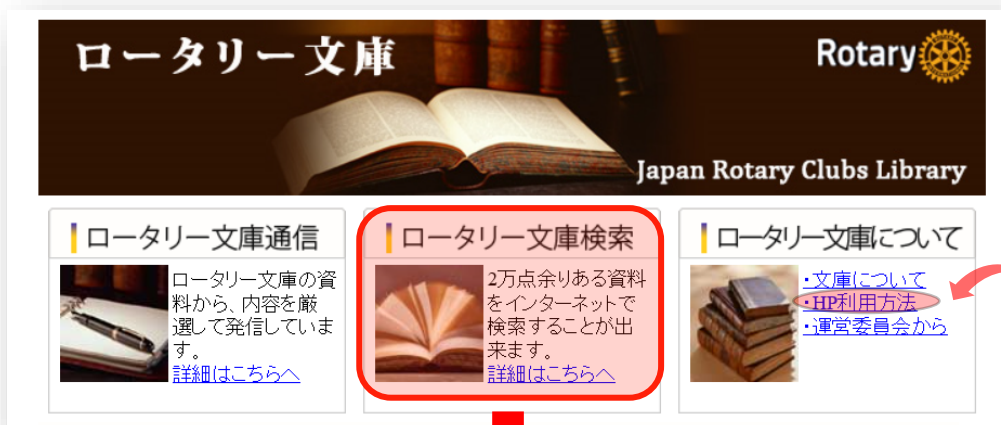 ロータリー文庫
Rotary
Japan Rotary Clubs Library
ロータリー文庫通信
ロータリー文庫の資
料から、内容を厳
選して発信していま
す。
詳細はこちらへ
ロータリー文庫検索
2万点余りある資料
をインターネットで
検索することが出
来ます。
詳細はこちらへ
ロータリー文庫について
・文庫について
・HP利用方法
・運営委員会から